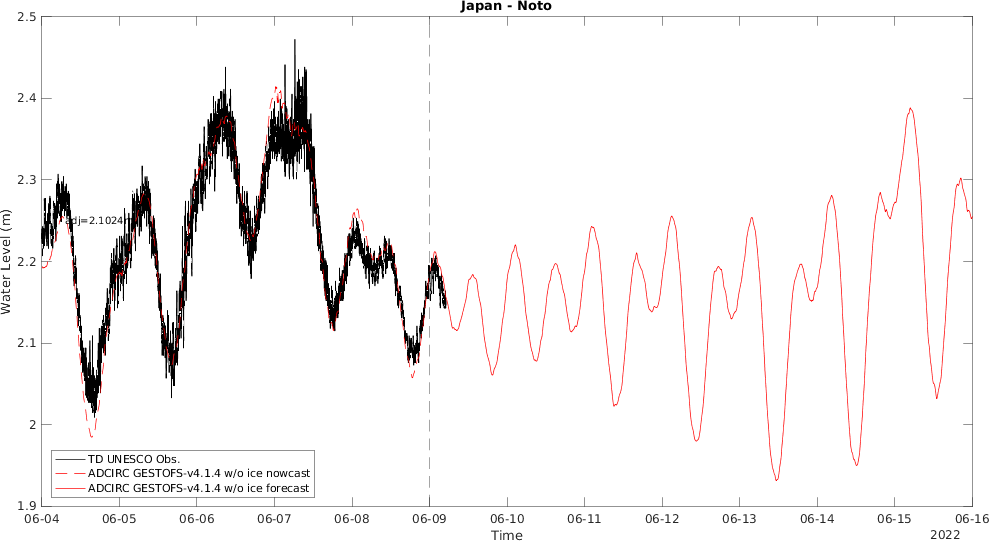 Japan - Noto
2.5
2.4
2.3
2.2
2.1
2
1.9
Water Level (m)
adj=2.1024
TD UNESCO Obs.
ADCIRC GESTOFS-v4.1.4 w/o ice nowcast
ADCIRC GESTOFS-v4.1.4 w/o ice forecast
06-04 06-05 06-06 06-07 06-08 06-09 06-10 06-11 06-12 06-13 06-14 06-15 06-16
Time
2022